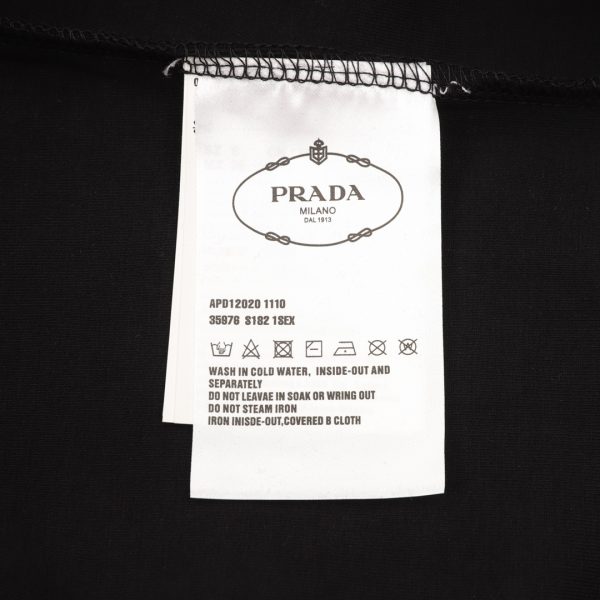 PRADA
MILANO
DAL 1913
APD12020 1110
35976 S182 1SEX
WASH IN COLD WATER, INSIDE-OUT AND
SEPARATELY
DO NOT LEAVAE IN SOAK OR WRING OUT
DO NOT STEAM IRON
IRON INISDE-OUT,COVERED B CLOTH